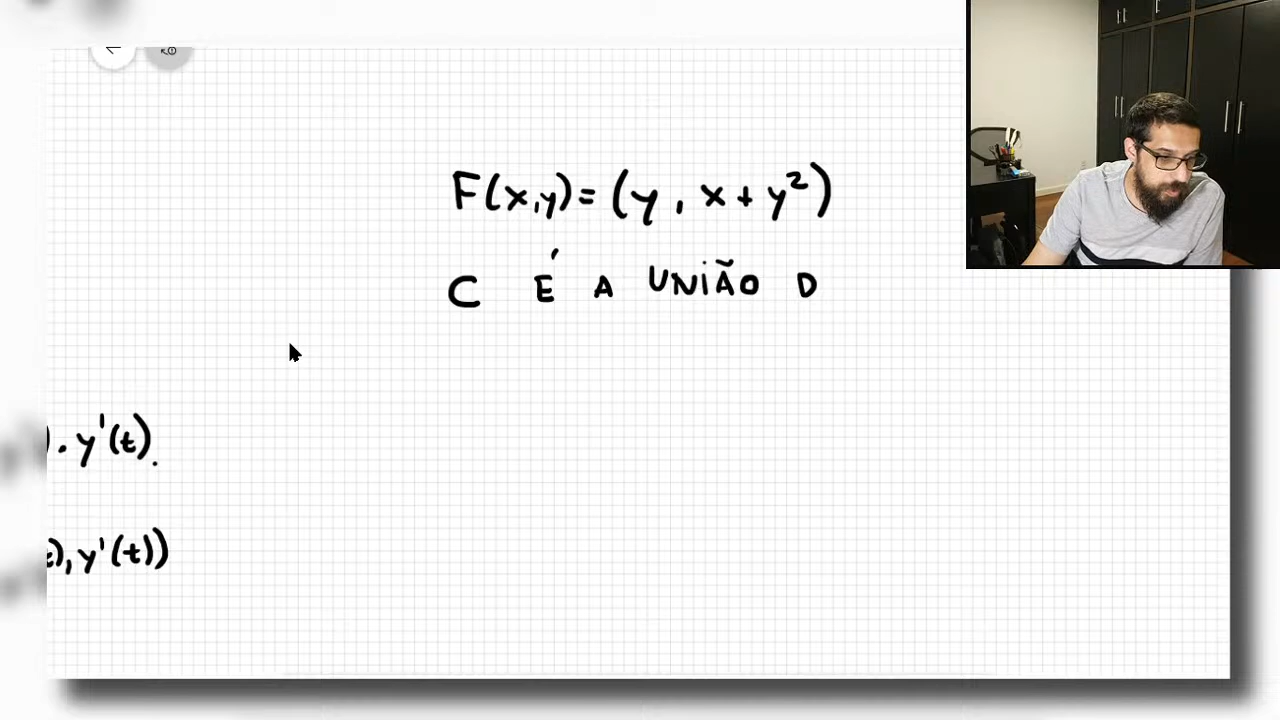 F(x,y)= (y , x + y²)
C É A UNIÃO D
). y'(t).
), y'(t))